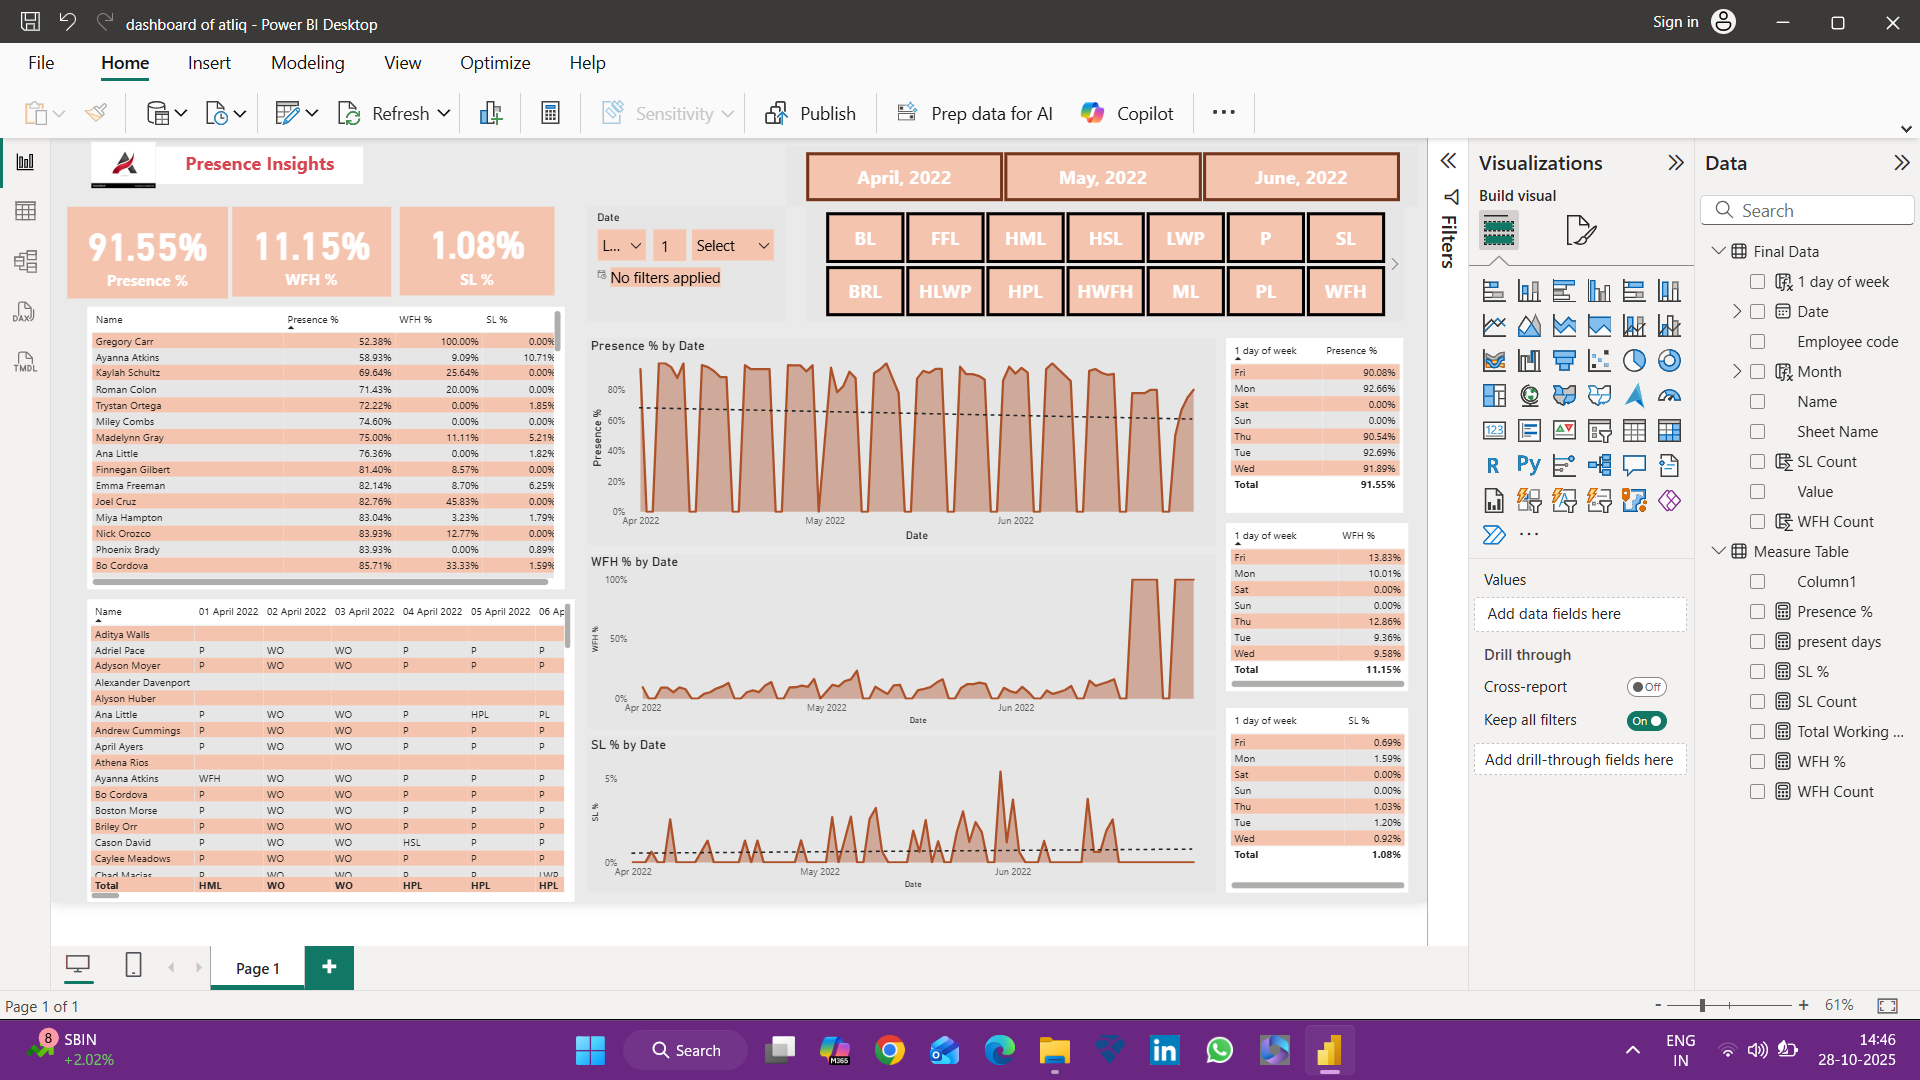 dashboard of atliq - Power BI Desktop
Sign in
File Home Insert Modeling View Optimize Help
Refresh Sensitivity Publish Prep data for AI Copilot
Presence Insights
April, 2022 May, 2022 June, 2022
91.55%
Presence %
11.15%
WFH %
1.08%
SL %
Date
L... 1 Select
No filters applied
BL FFL HML HSL LWP P SL
BRL HLWP HPL HWFH ML PL WFH
Name Presence % WFH % SL %
Gregory Carr 52.38% 100.00% 0.00%
Ayanna Atkins 58.93% 9.09% 10.71%
Kaylah Schultz 69.64% 25.64% 0.00%
Roman Colon 71.43% 20.00% 0.00%
Trystan Ortega 72.22% 0.00% 1.85%
Miley Combs 74.60% 0.00% 0.00%
Madelynn Gray 75.00% 11.11% 5.21%
Ana Little 76.36% 0.00% 1.82%
Finnegan Gilbert 81.40% 8.57% 0.00%
Emma Freeman 82.14% 8.70% 6.25%
Joel Cruz 82.76% 45.83% 0.00%
Miya Hampton 83.04% 3.23% 1.79%
Nick Orozco 83.93% 12.77% 0.00%
Phoenix Brady 83.93% 0.00% 0.89%
Bo Cordova 85.71% 33.33% 1.59%
Name 01 April 2022 02 April 2022 03 April 2022 04 April 2022 05 April 2022 06 Ap
Aditya Walls
Adriel Pace P WO WO P P P
Adyson Moyer P WO WO P P P
Alexander Davenport
Alyson Huber
Ana Little P WO WO P HPL PL
Andrew Cummings P WO WO P P P
April Ayers P WO WO P P P
Athena Rios
Ayanna Atkins WFH WO WO P P P
Bo Cordova P WO WO P P P
Boston Morse P WO WO P P P
Briley Orr P WO WO P P P
Cason David P WO WO HSL P P
Caylee Meadows P WO WO P P P
Chad Macias P WO WO P P LWP
Total HML WO WO HPL HPL HPL
Presence % by Date
Presence %
80%
60%
40%
20%
0%
Apr 2022 May 2022 Jun 2022
Date
WFH % by Date
WFH %
100%
50%
0%
Apr 2022 May 2022 Jun 2022
Date
SL % by Date
SL %
5%
0%
Apr 2022 May 2022 Jun 2022
Date
1 day of week Presence %
Fri 90.08%
Mon 92.66%
Sat 0.00%
Sun 0.00%
Thu 90.54%
Tue 92.69%
Wed 91.89%
Total 91.55%
1 day of week WFH %
Fri 13.83%
Mon 10.01%
Sat 0.00%
Sun 0.00%
Thu 12.86%
Tue 9.36%
Wed 9.58%
Total 11.15%
1 day of week SL %
Fri 0.69%
Mon 1.59%
Sat 0.00%
Sun 0.00%
Thu 1.03%
Tue 1.20%
Wed 0.92%
Total 1.08%
Filters
Visualizations
Build visual
123
R Py
Values
Add data fields here
Drill through
Cross-report Off
Keep all filters On
Add drill-through fields here
Data
Search
Final Data
1 day of week
Date
Employee code
Month
Name
Sheet Name
SL Count
Value
WFH Count
Measure Table
Column1
Presence %
present days
SL %
SL Count
Total Working ...
WFH %
WFH Count
DAX
TMDL
Page 1
Page 1 of 1
61%
8
SBIN
+2.02%
Search
M365
ENG
IN
14:46
28-10-2025